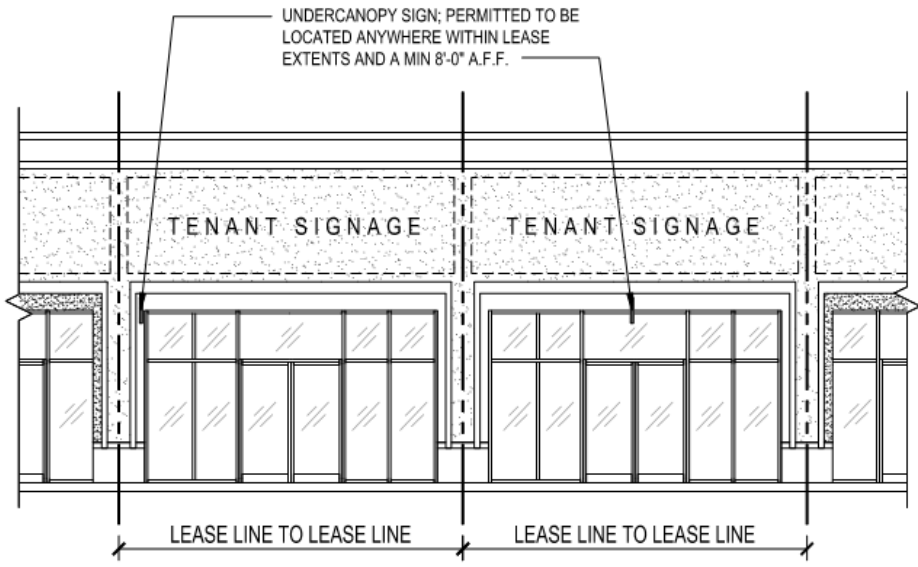 UNDERCANOPY SIGN; PERMITTED TO BE
LOCATED ANYWHERE WITHIN LEASE
EXTENTS AND A MIN 8'-0" A.F.F.
TENANT SIGNAGE
TENANT SIGNAGE
LEASE LINE TO LEASE LINE
LEASE LINE TO LEASE LINE